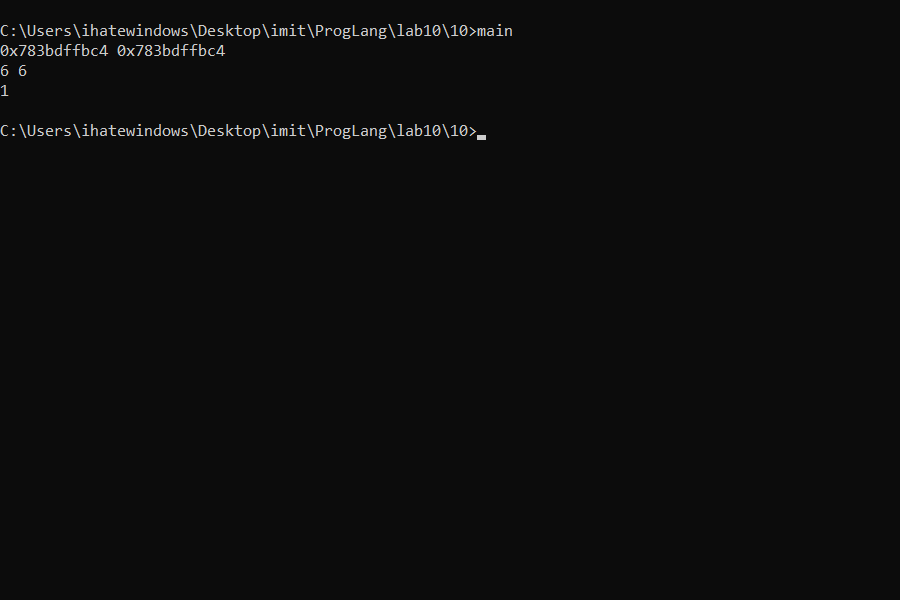 C:\Users\ihatewindows\Desktop\imit\ProgLang\lab10\10>main
0x783bdffbc4 0x783bdffbc4
6 6
1
C:\Users\ihatewindows\Desktop\imit\ProgLang\lab10\10>